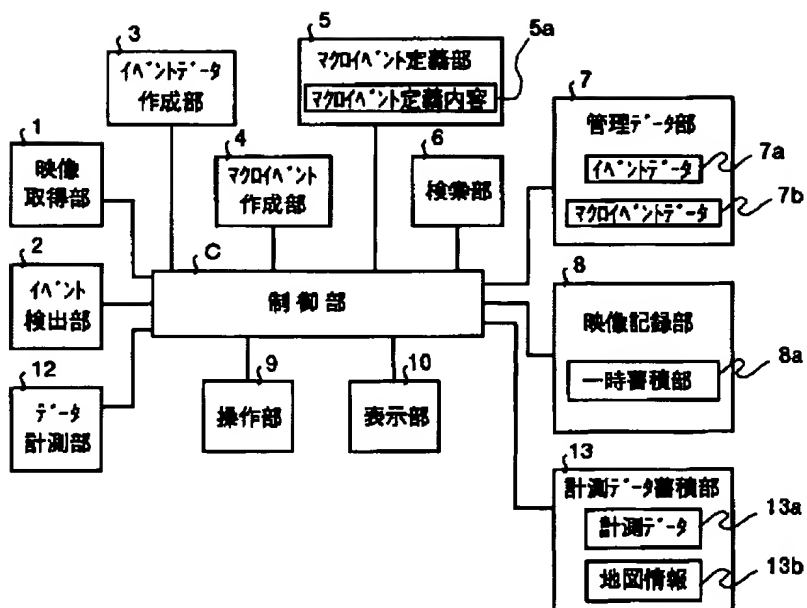 3
イベントデータ
作成部
5
マクロイベント定義部
マクロイベント定義内容
5a
1
映像
取得部
4
マクロイベント
作成部
6
検索部
7
管理データ部
イベントデータ
7a
マクロイベントデータ
7b
2
イベント
検出部
C
制御部
8
映像記録部
一時蓄積部
8a
12
データ
計測部
9
操作部
10
表示部
13
計測データ蓄積部
計測データ
13a
地図情報
13b